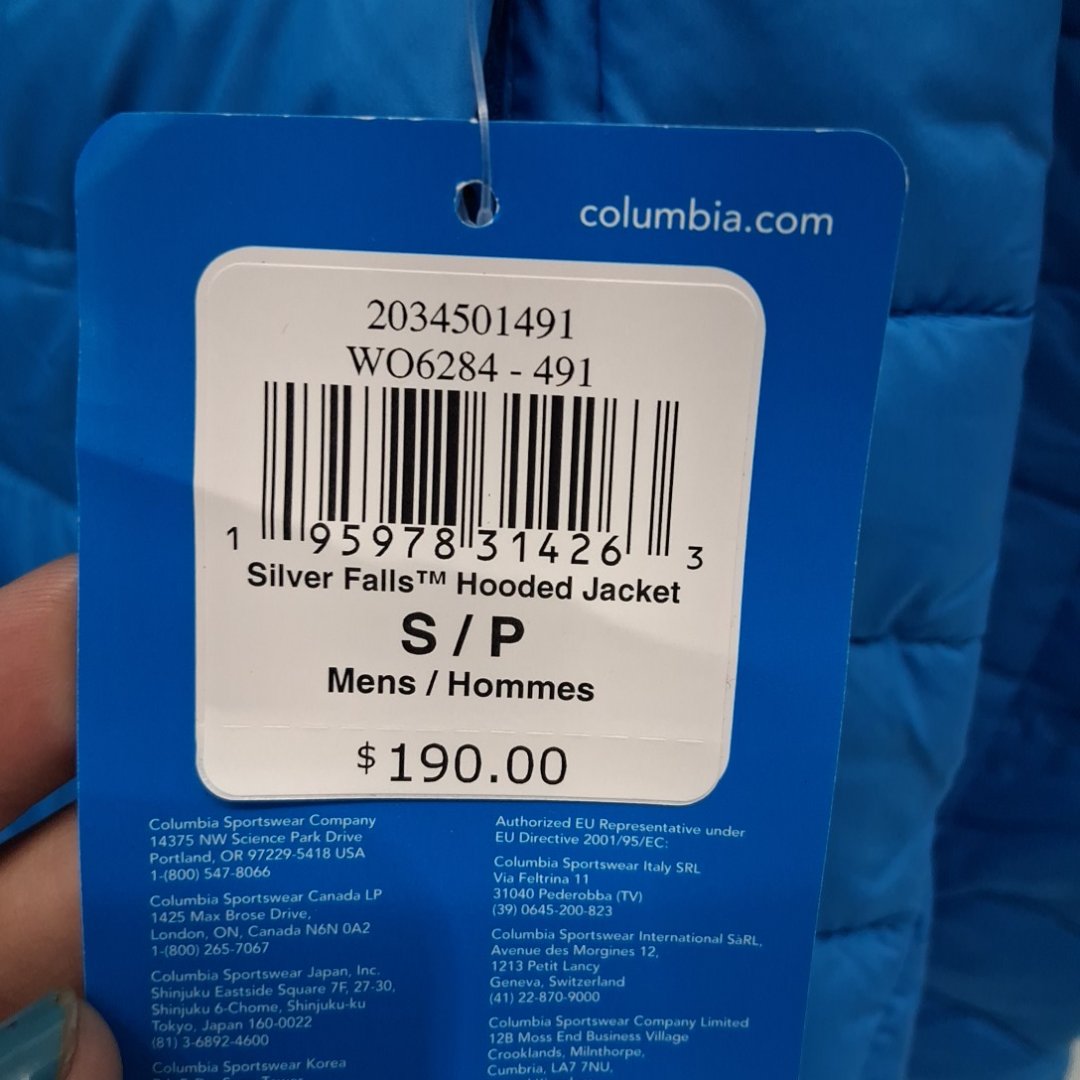 columbia.com
2034501491
WO6284 - 491
1 95978 31426 3
Silver Falls™ Hooded Jacket
S / P
Mens / Hommes
$ 190.00
Columbia Sportswear Company
14375 NW Science Park Drive
Portland, OR 97229-5418 USA
1-(800) 547-8066
Columbia Sportswear Canada LP
1425 Max Brose Drive,
London, ON, Canada N6N 0A2
1-(800) 265-7067
Columbia Sportswear Japan, Inc.
Shinjuku Eastside Square 7F, 27-30,
Shinjuku 6-Chome, Shinjuku-ku
Tokyo, Japan 160-0022
(81) 3-6892-4600
Columbia Sportswear Korea
Authorized EU Representative under
EU Directive 2001/95/EC:
Columbia Sportswear Italy SRL
Via Feltrina 11
31040 Pederobba (TV)
(39) 0645-200-823
Columbia Sportswear International SàRL,
Avenue des Morgines 12,
1213 Petit Lancy
Geneva, Switzerland
(41) 22-870-9000
Columbia Sportswear Company Limited
12B Moss End Business Village
Crooklands, Milnthorpe,
Cumbria, LA7 7NU,